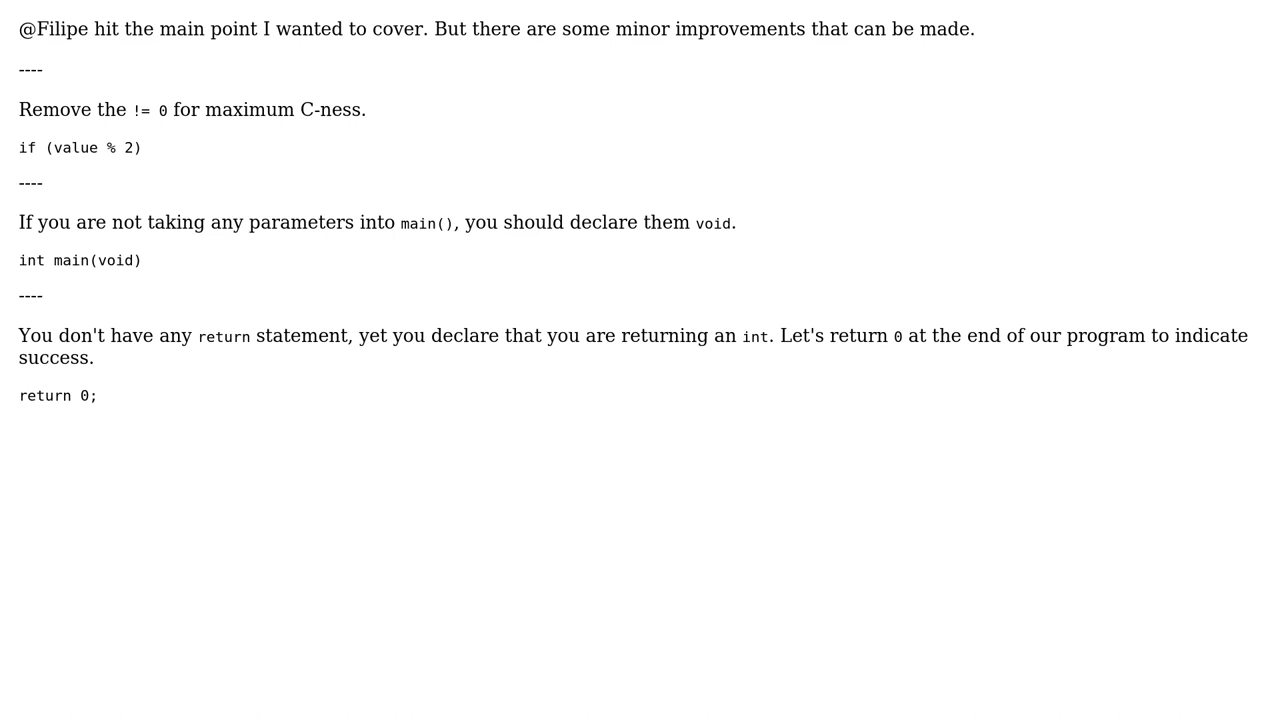 @Filipe hit the main point I wanted to cover. But there are some minor improvements that can be made.
----
Remove the != 0 for maximum C-ness.
if (value % 2)
----
If you are not taking any parameters into main(), you should declare them void.
int main(void)
----
You don't have any return statement, yet you declare that you are returning an int. Let's return 0 at the end of our program to indicate
success.
return 0;